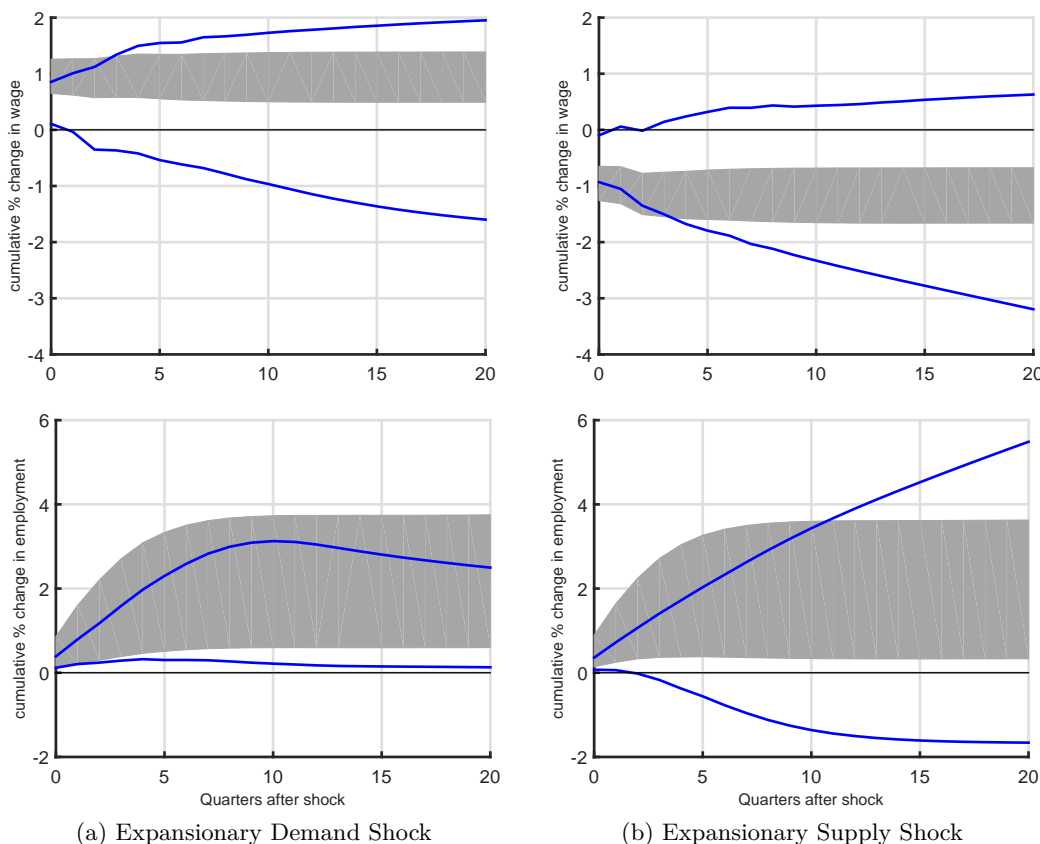 2
1
0
-1
-2
-3
-4
cumulative % change in wage
0 5 10 15 20
2
1
0
-1
-2
-3
-4
cumulative % change in wage
0 5 10 15 20
6
4
2
0
-2
cumulative % change in employment
0 5 10 15 20
Quarters after shock
(a) Expansionary Demand Shock
6
4
2
0
-2
cumulative % change in employment
0 5 10 15 20
Quarters after shock
(b) Expansionary Supply Shock